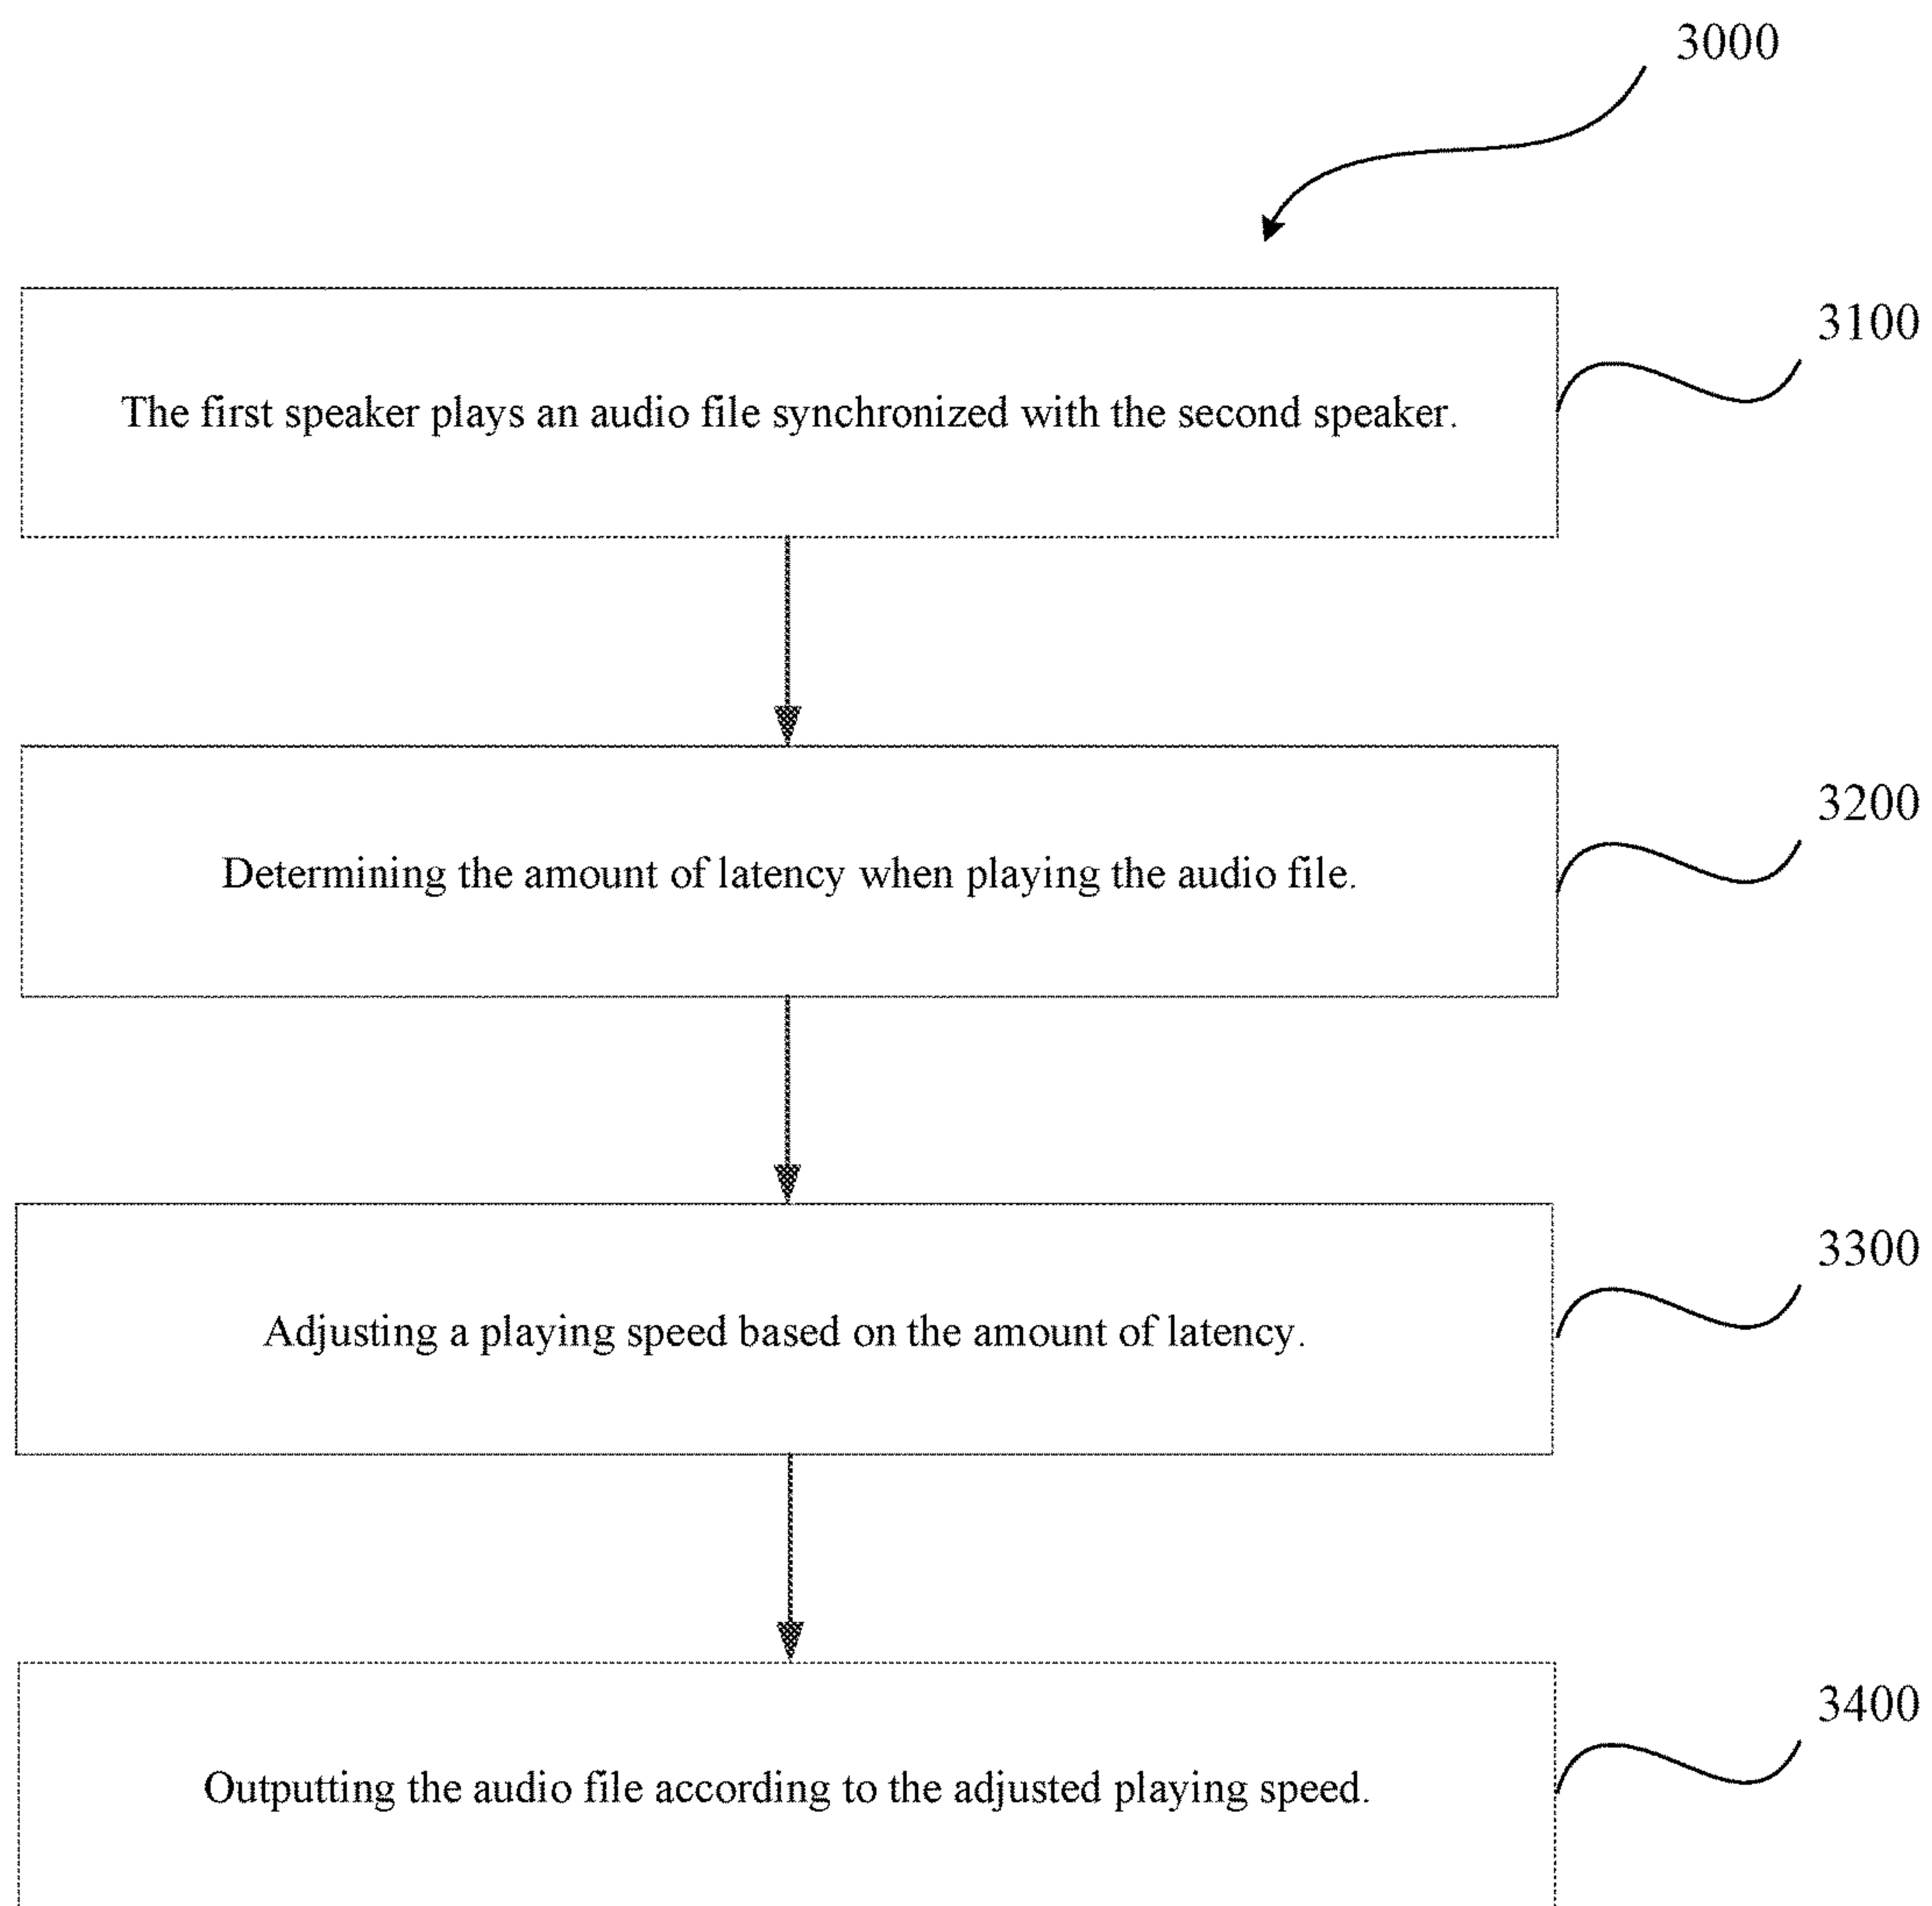 3000
3100
The first speaker plays an audio file synchronized with the second speaker.
3200
Determining the amount of latency when playing the audio file.
3300
Adjusting a playing speed based on the amount of latency.
3400
Outputting the audio file according to the adjusted playing speed.